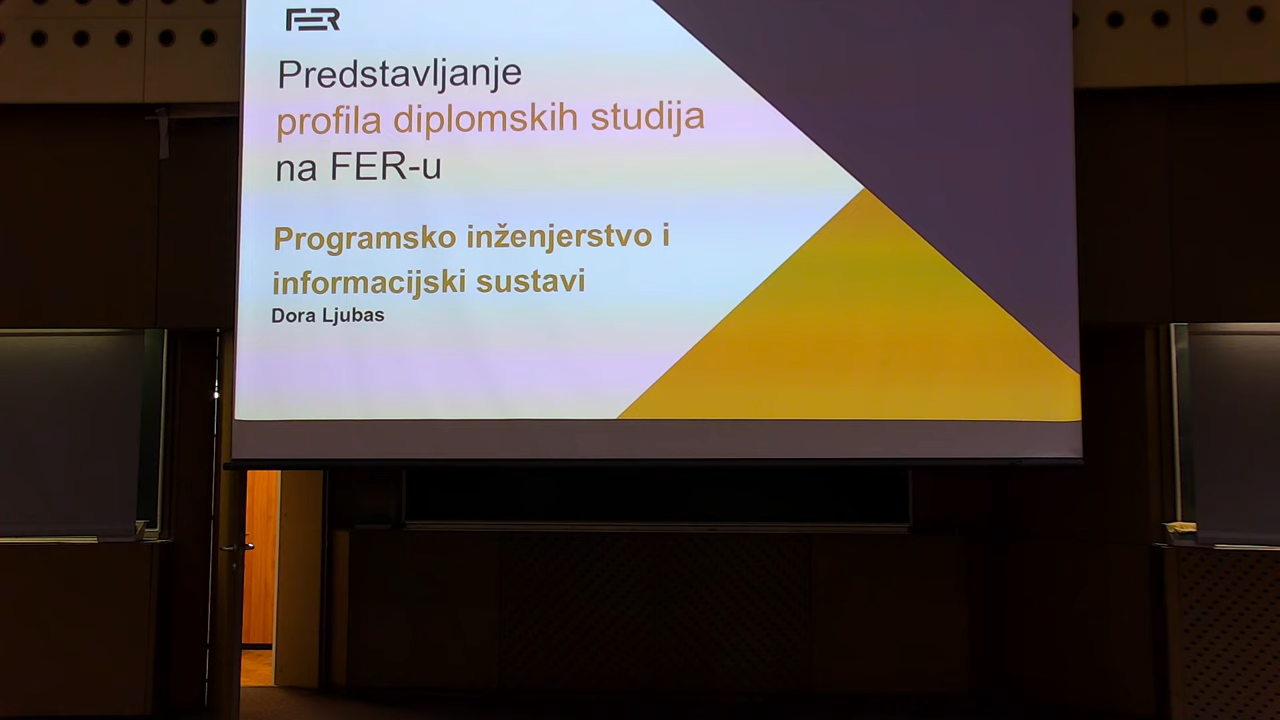 FER
Predstavljanje
profila diplomskih studija
na FER-u
Programsko inženjerstvo i
informacijski sustavi
Dora Ljubas